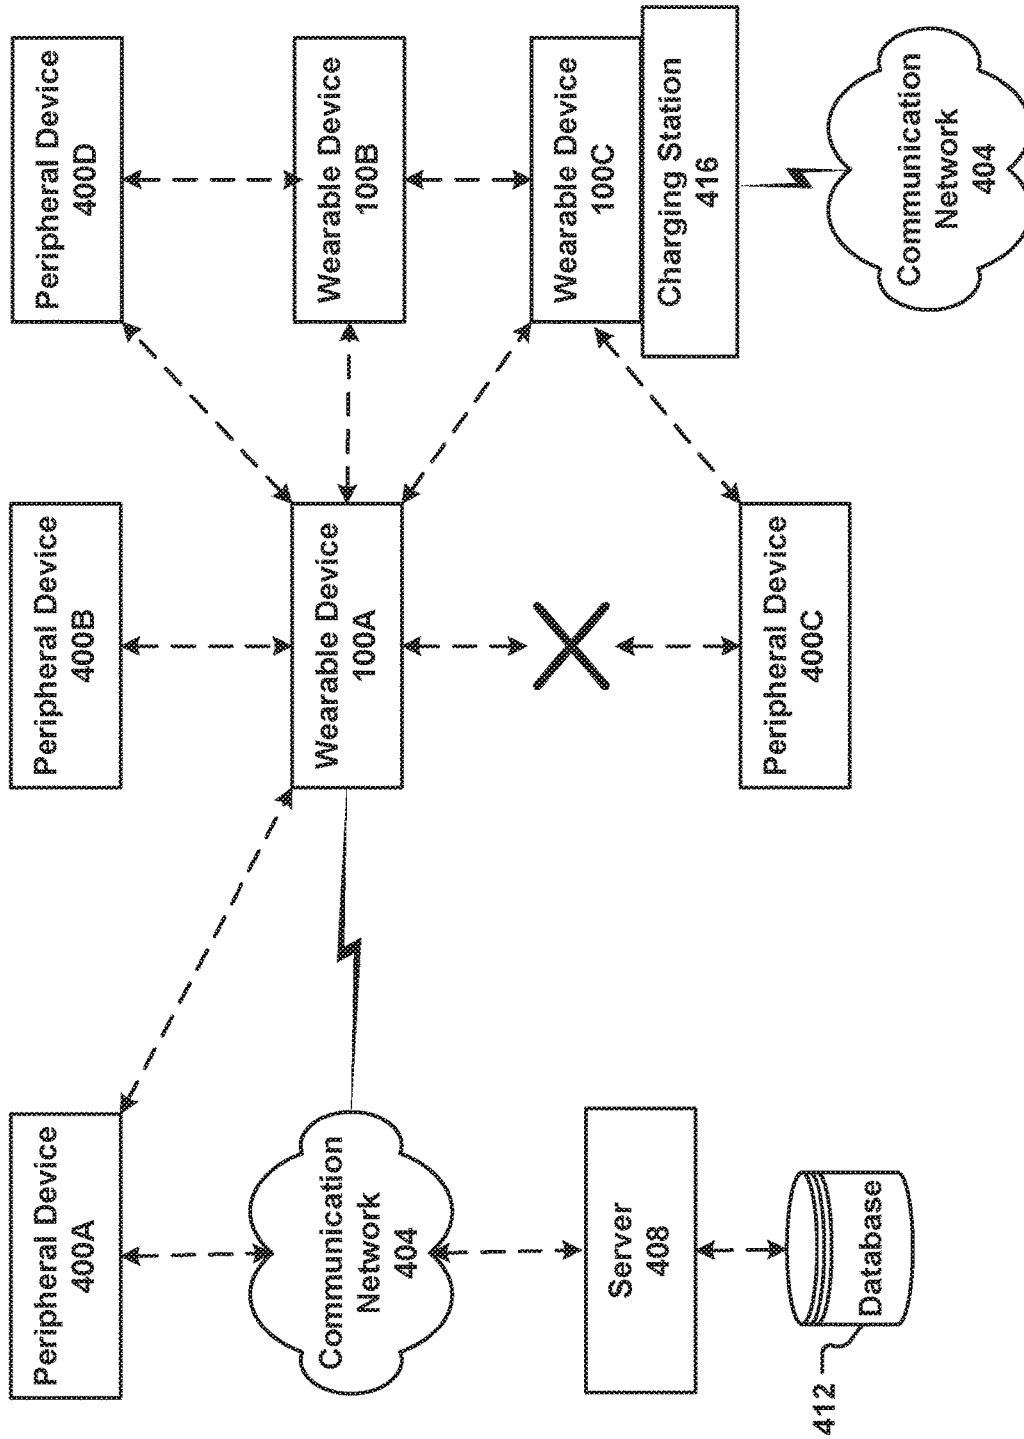 Peripheral Device
400A
Peripheral Device
400B
Peripheral Device
400D
Communication
Network
404
Wearable Device
100A
Wearable Device
100B
Server
408
Wearable Device
100C
Charging Station
416
412
Database
Peripheral Device
400C
Communication
Network
404